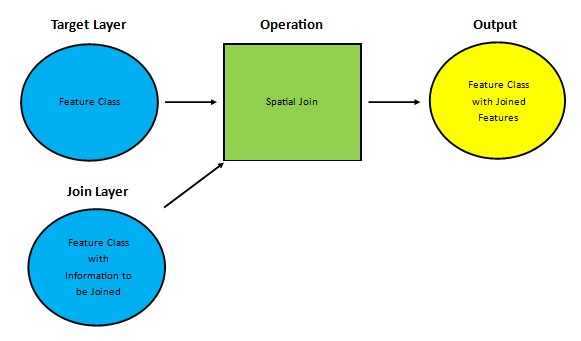 Target Layer
Operation
Output
Feature Class
Spatial Join
Feature Class
with Joined
Features
Join Layer
Feature Class
with
Information to
be Joined